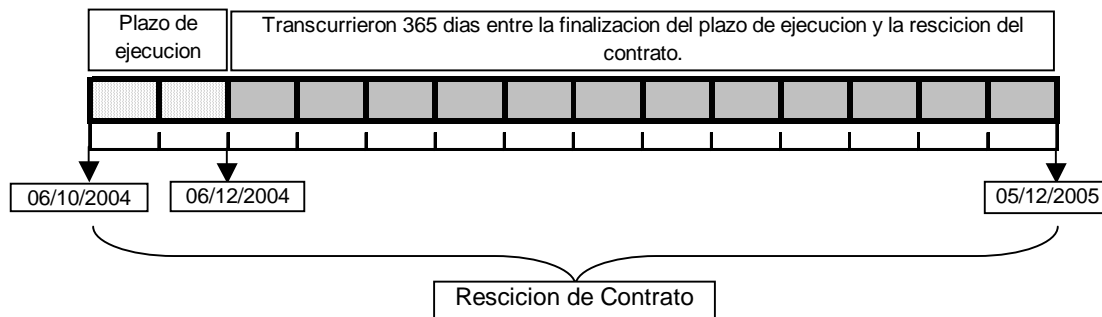 Plazo de
ejecucion
Transcurrieron 365 dias entre la finalizacion del plazo de ejecucion y la rescicion del
contrato.
06/10/2004
06/12/2004
05/12/2005
Rescicion de Contrato